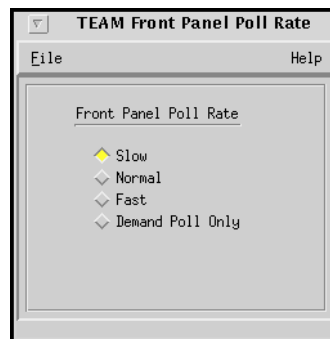 TEAM Front Panel Poll Rate
File Help
Front Panel Poll Rate
Slow
Normal
Fast
Demand Poll Only